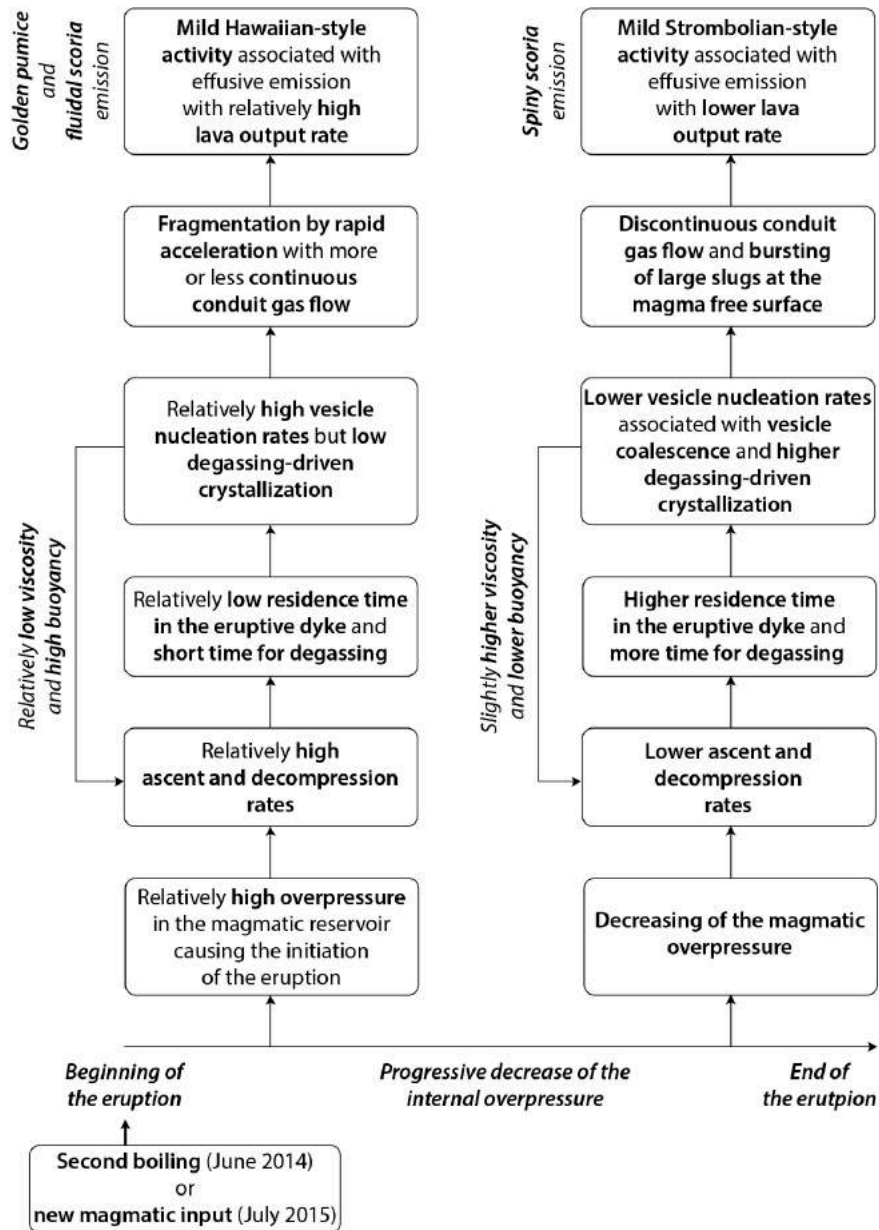 Golden pumice
and
fluidal scoria
emission
Mild Hawaiian-style
activity associated with
effusive emission
with relatively high
lava output rate
Fragmentation by rapid
acceleration with more
or less continuous
conduit gas flow
Relatively high vesicle
nucleation rates but low
degassing-driven
crystallization
Relatively low viscosity
and high buoyancy
Relatively low residence time
in the eruptive dyke and
short time for degassing
Relatively high
ascent and decompression
rates
Relatively high overpressure
in the magmatic reservoir
causing the initiation
of the eruption
Spiny scoria
emission
Mild Strombolian-style
activity associated with
effusive emission
with lower lava
output rate
Discontinuous conduit
gas flow and bursting
of large slugs at the
magma free surface
Lower vesicle nucleation rates
associated with vesicle
coalescence and higher
degassing-driven
crystallization
Slightly higher viscosity
and lower buoyancy
Higher residence time
in the eruptive dyke and
more time for degassing
Lower ascent and
decompression
rates
Decreasing of the magmatic
overpressure
Beginning of
the eruption
Progressive decrease of the
internal overpressure
End of
the erutpion
Second boiling (June 2014)
or
new magmatic input (July 2015)